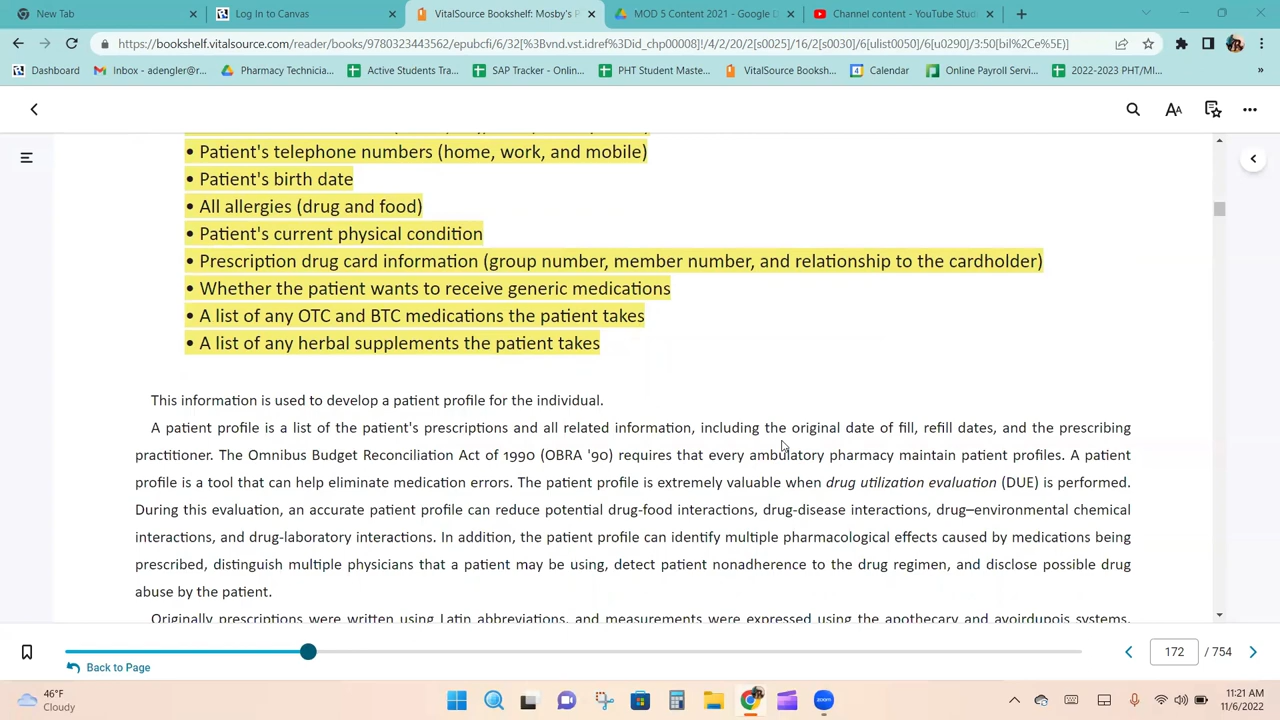 New Tab
Log In to Canvas
VitalSource Bookshelf: Mosby's P
MOD 5 Content 2021 - Google D
Channel content - YouTube Stud
https://bookshelf.vitalsource.com/reader/books/9780323443562/epubcfi/6/32[%3Bvnd.vst.idref%3Did_chp00008]!/4/2/20/2[s0025]/16/2[s0030]/6[ulist0050]/6[u0290]/3:50[bil%2Ce%5E)]
Dashboard
Inbox - adengler@r...
Pharmacy Technicia...
Active Students Tra...
SAP Tracker - Onlin...
PHT Student Maste...
VitalSource Booksh...
Calendar
Online Payroll Servi...
2022-2023 PHT/MI...
• Patient's telephone numbers (home, work, and mobile)
• Patient's birth date
• All allergies (drug and food)
• Patient's current physical condition
• Prescription drug card information (group number, member number, and relationship to the cardholder)
• Whether the patient wants to receive generic medications
• A list of any OTC and BTC medications the patient takes
• A list of any herbal supplements the patient takes
This information is used to develop a patient profile for the individual.
A patient profile is a list of the patient's prescriptions and all related information, including the original date of fill, refill dates, and the prescribing
practitioner. The Omnibus Budget Reconciliation Act of 1990 (OBRA '90) requires that every ambulatory pharmacy maintain patient profiles. A patient
profile is a tool that can help eliminate medication errors. The patient profile is extremely valuable when drug utilization evaluation (DUE) is performed.
During this evaluation, an accurate patient profile can reduce potential drug-food interactions, drug-disease interactions, drug–environmental chemical
interactions, and drug-laboratory interactions. In addition, the patient profile can identify multiple pharmacological effects caused by medications being
prescribed, distinguish multiple physicians that a patient may be using, detect patient nonadherence to the drug regimen, and disclose possible drug
abuse by the patient.
Originally prescriptions were written using Latin abbreviations, and measurements were expressed using the apothecary and avoirdupois systems.
172 / 754
Back to Page
46°F
Cloudy
zoom
11:21 AM
11/6/2022